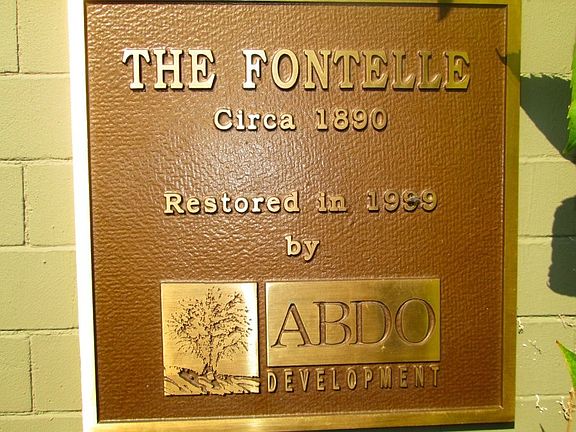 THE FONTELLE
Circa 1890
Restored in 1999
by
ABDO
DEVELOPMENT